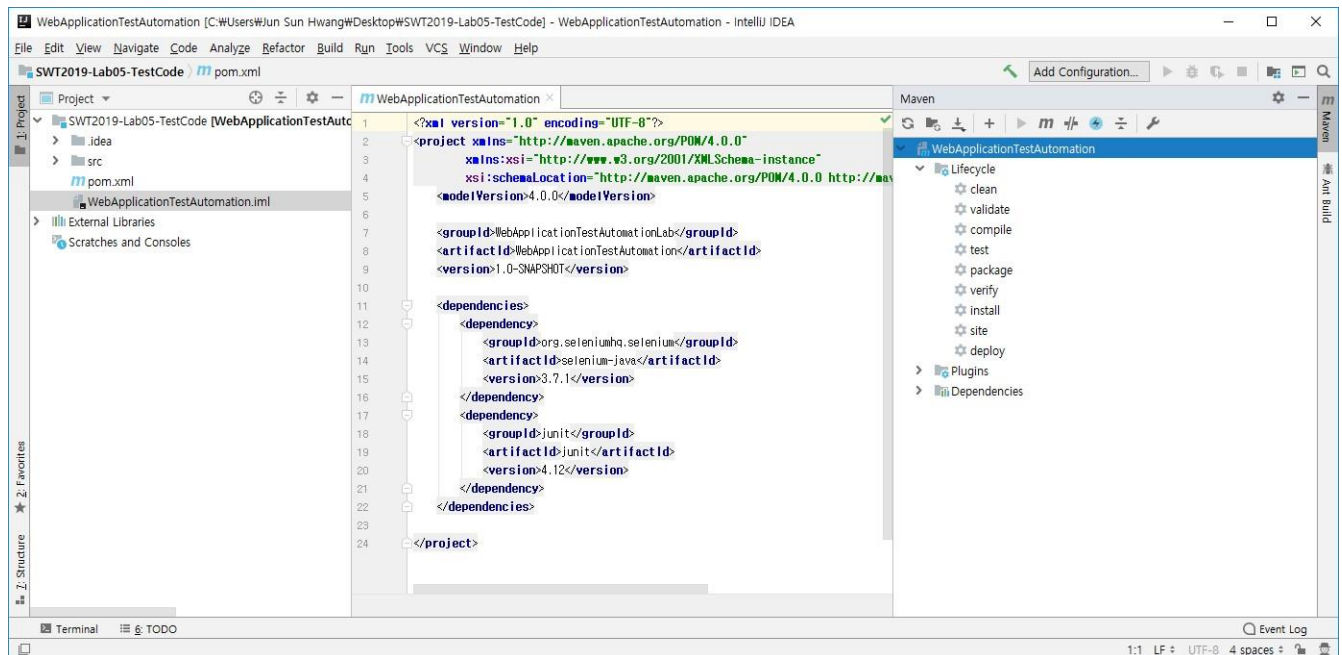 WebApplicationTestAutomation [C:₩Users₩Jun Sun Hwang₩Desktop₩SWT2019-Lab05-TestCode] - WebApplicationTestAutomation - IntelliJ IDEA
File Edit View Navigate Code Analyze Refactor Build Run Tools VCS Window Help
SWT2019-Lab05-TestCode pom.xml
Add Configuration...
Project
SWT2019-Lab05-TestCode [WebApplicationTestAuto
.idea
src
pom.xml
WebApplicationTestAutomation.iml
External Libraries
Scratches and Consoles
1: Project
2: Favorites
7: Structure
WebApplicationTestAutomation
1 <?xml version="1.0" encoding="UTF-8"?>
2 <project xmlns="http://maven.apache.org/POM/4.0.0"
3 xmlns:xsi="http://www.w3.org/2001/XMLSchema-instance"
4 xsi:schemaLocation="http://maven.apache.org/POM/4.0.0 http://mav
5 <modelVersion>4.0.0</modelVersion>
6
7 <groupId>WebApplicationTestAutomationLab</groupId>
8 <artifactId>WebApplicationTestAutomation</artifactId>
9 <version>1.0-SNAPSHOT</version>
10
11 <dependencies>
12 <dependency>
13 <groupId>org.seleniumhq.selenium</groupId>
14 <artifactId>selenium-java</artifactId>
15 <version>3.7.1</version>
16 </dependency>
17 <dependency>
18 <groupId>junit</groupId>
19 <artifactId>junit</artifactId>
20 <version>4.12</version>
21 </dependency>
22 </dependencies>
23
24 </project>
Maven
WebApplicationTestAutomation
Lifecycle
clean
validate
compile
test
package
verify
install
site
deploy
Plugins
Dependencies
Maven
Ant Build
Terminal 6: TODO
Event Log
1:1 LF UTF-8 4 spaces